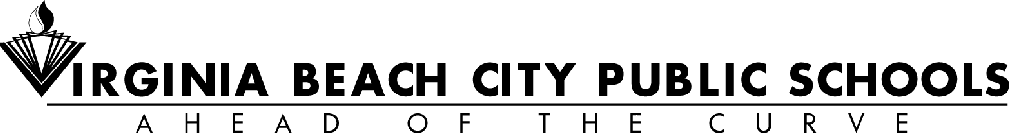 VIRGINIA BEACH CITY PUBLIC SCHOOLS
AHEAD OF THE CURVE